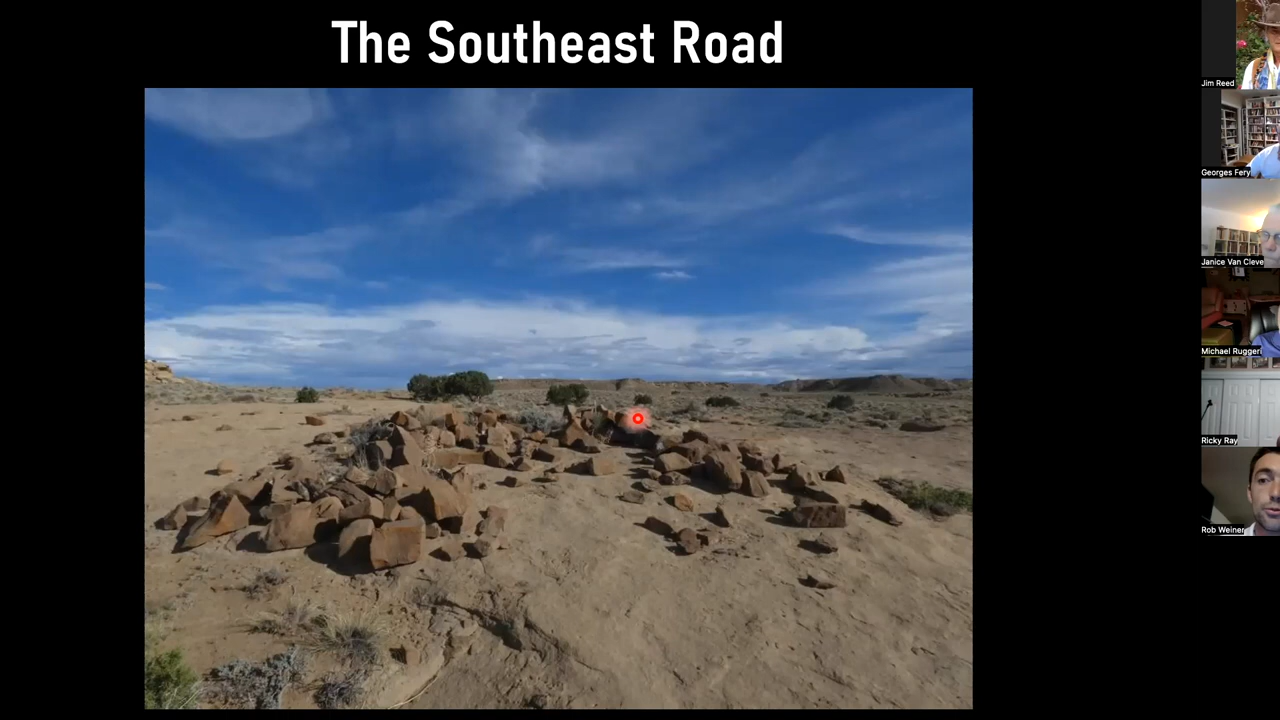 The Southeast Road
Jim Reed
Georges Fery
Janice Van Cleve
Michael Ruggeri
Ricky Ray
Rob Weiner